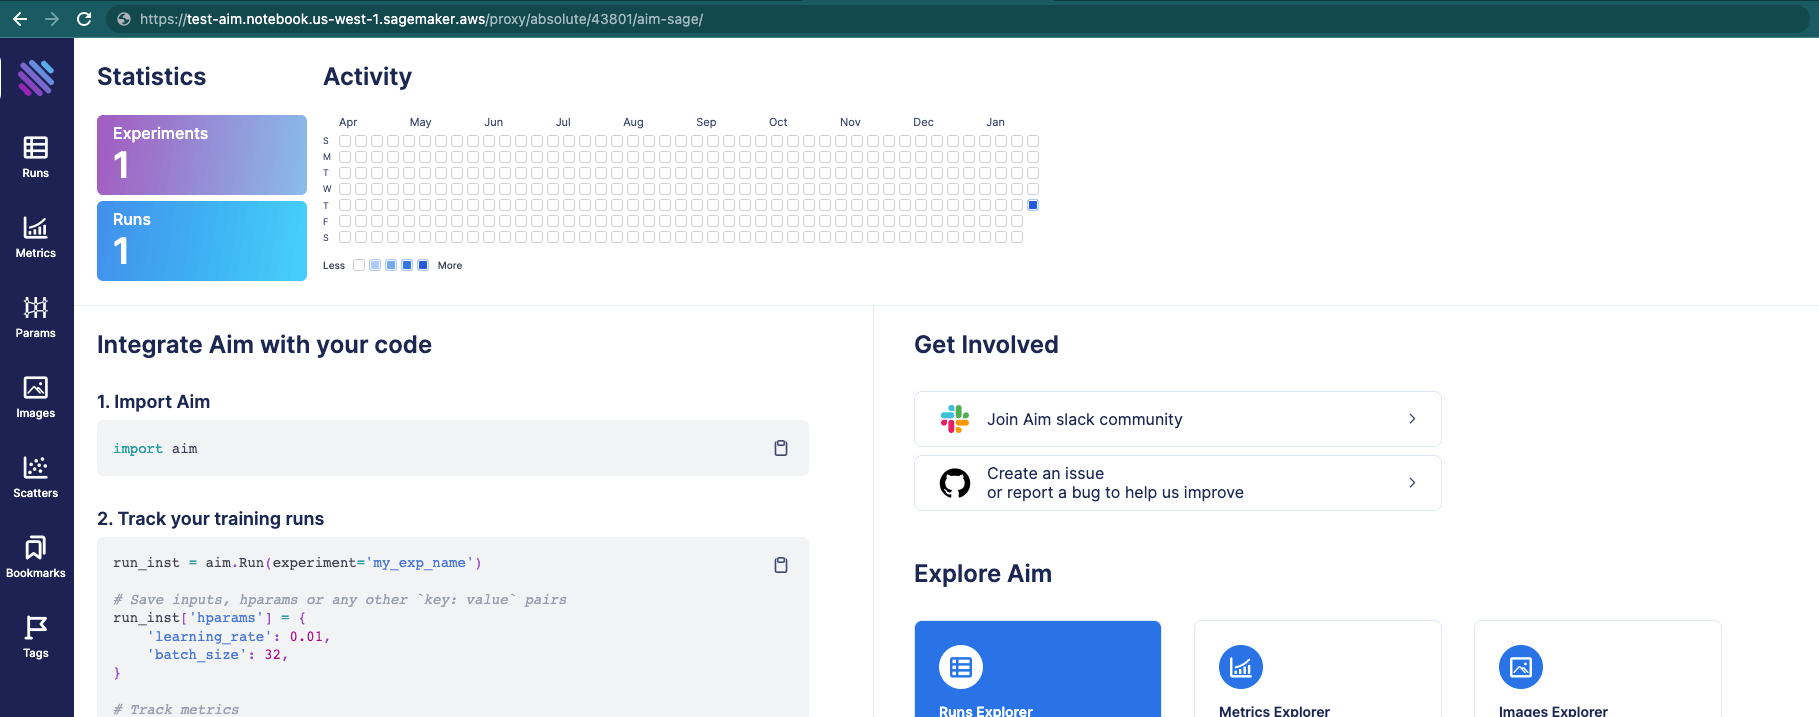 https://test-aim.notebook.us-west-1.sagemaker.aws/proxy/absolute/43801/aim-sage/
Runs
Metrics
Params
Images
Scatters
Bookmarks
Tags
Statistics
Experiments
1
Runs
1
Activity
Apr May Jun Jul Aug Sep Oct Nov Dec Jan
S
M
T
W
T
F
S
Less More
Integrate Aim with your code
1. Import Aim
import aim
2. Track your training runs
run_inst = aim.Run(experiment='my_exp_name')
# Save inputs, hparams or any other `key: value` pairs
run_inst['hparams'] = {
    'learning_rate': 0.01,
    'batch_size': 32,
}
# Track metrics
Get Involved
Join Aim slack community
Create an issue
or report a bug to help us improve
Explore Aim
Runs Explorer
Metrics Explorer
Images Explorer